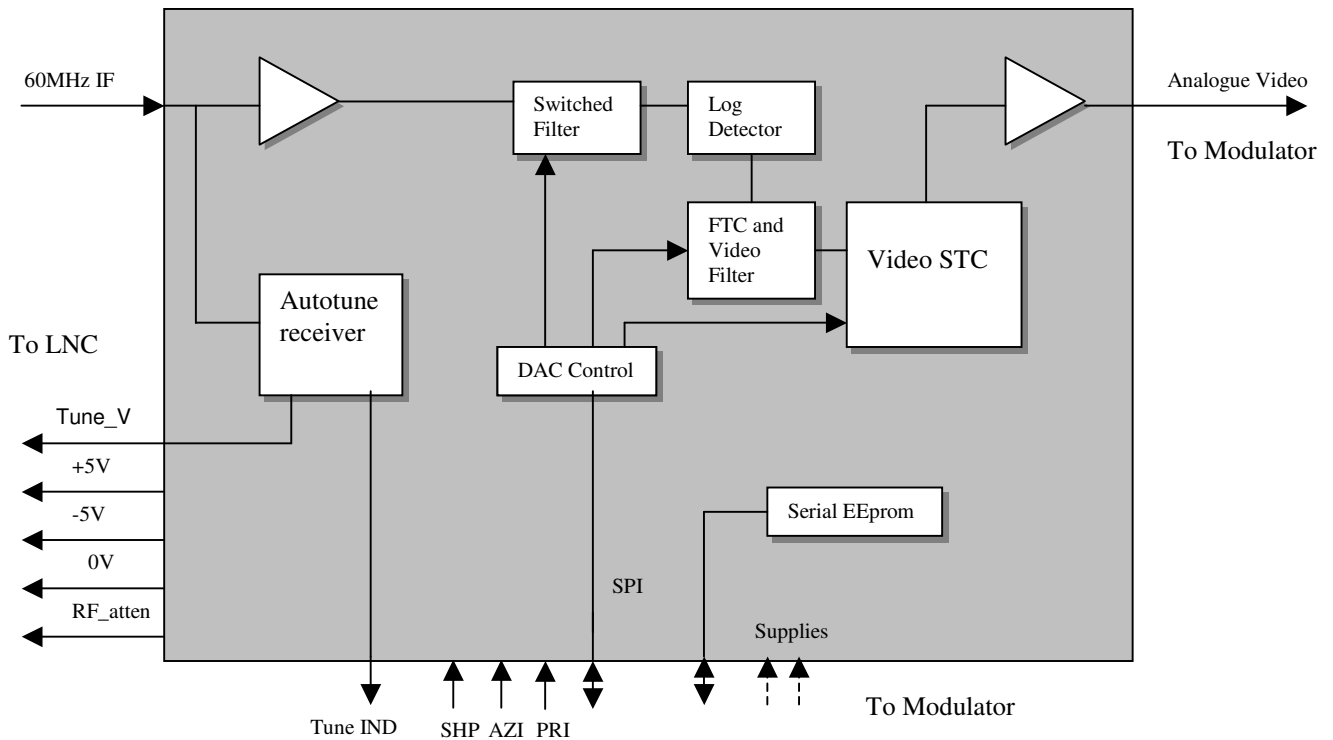 60MHz IF
Switched
Filter
Log
Detector
Analogue Video
To Modulator
FTC and
Video
Filter
Video STC
Autotune
receiver
To LNC
DAC Control
Tune_V
+5V
-5V
0V
RF_atten
Serial EEprom
SPI
Supplies
Tune IND
SHP
AZI
PRI
To Modulator